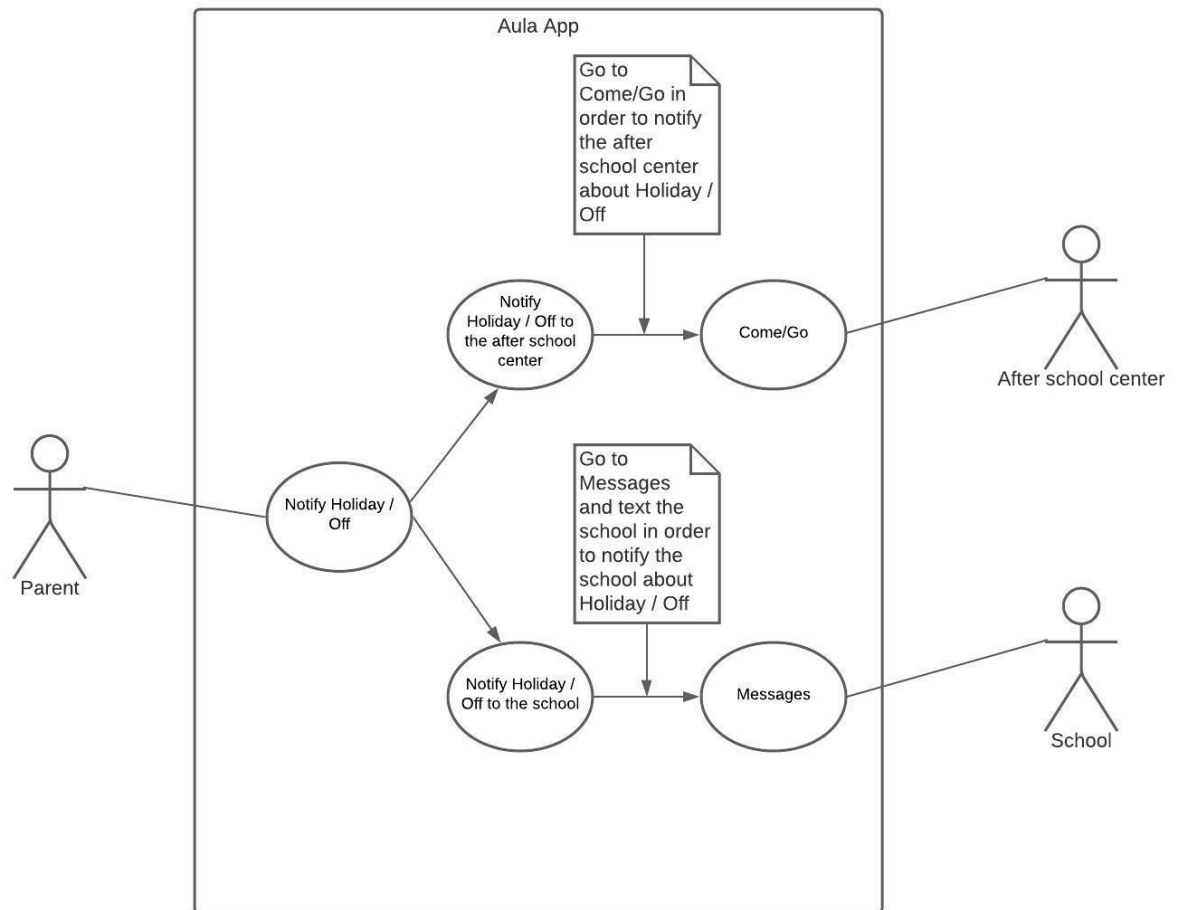 Aula App
Go to
Come/Go in
order to notify
the after
school center
about Holiday /
Off
Notify
Holiday / Off to
the after school
center
Come/Go
After school center
Go to
Messages
and text the
school in order
to notify the
school about
Holiday / Off
Notify Holiday /
Off
Parent
Notify Holiday /
Off to the school
Messages
School